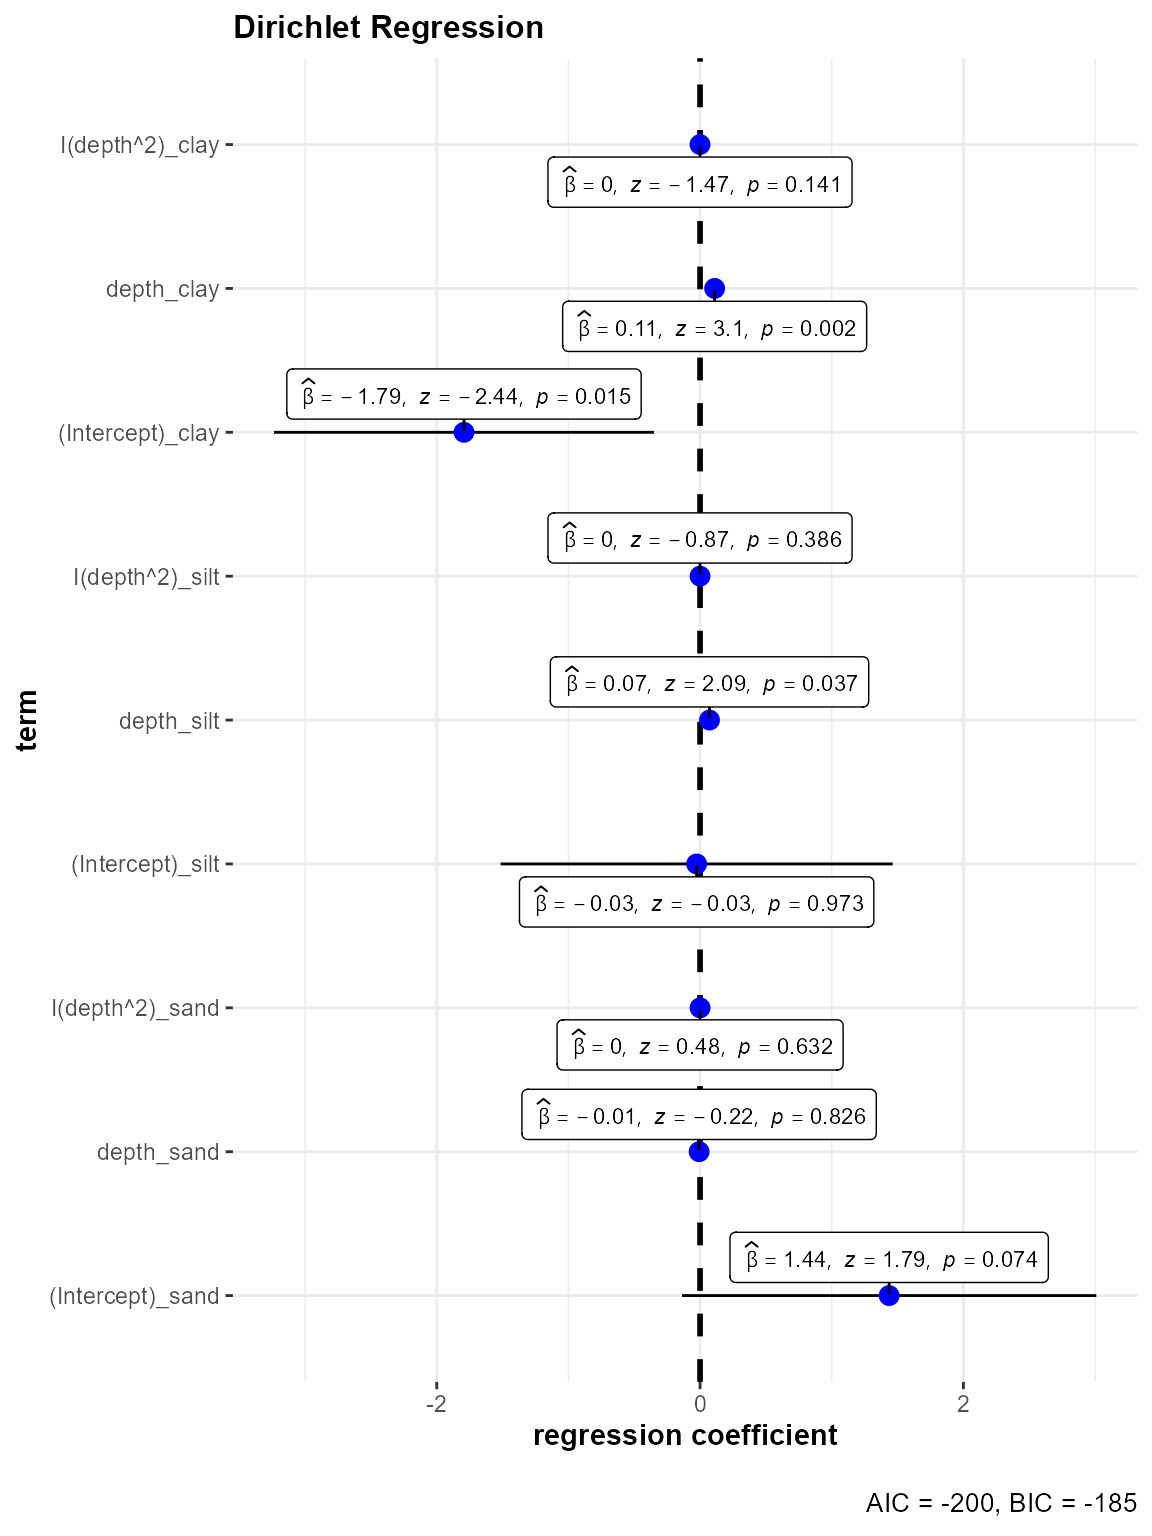 Dirichlet Regression
I(depth^2)_clay
β̂ = 0, z = −1.47, p = 0.141
depth_clay
β̂ = 0.11, z = 3.1, p = 0.002
β̂ = −1.79, z = −2.44, p = 0.015
(Intercept)_clay
β̂ = 0, z = −0.87, p = 0.386
I(depth^2)_silt
β̂ = 0.07, z = 2.09, p = 0.037
depth_silt
term
(Intercept)_silt
β̂ = −0.03, z = −0.03, p = 0.973
I(depth^2)_sand
β̂ = 0, z = 0.48, p = 0.632
β̂ = −0.01, z = −0.22, p = 0.826
depth_sand
β̂ = 1.44, z = 1.79, p = 0.074
(Intercept)_sand
-2 0 2
regression coefficient
AIC = -200, BIC = -185